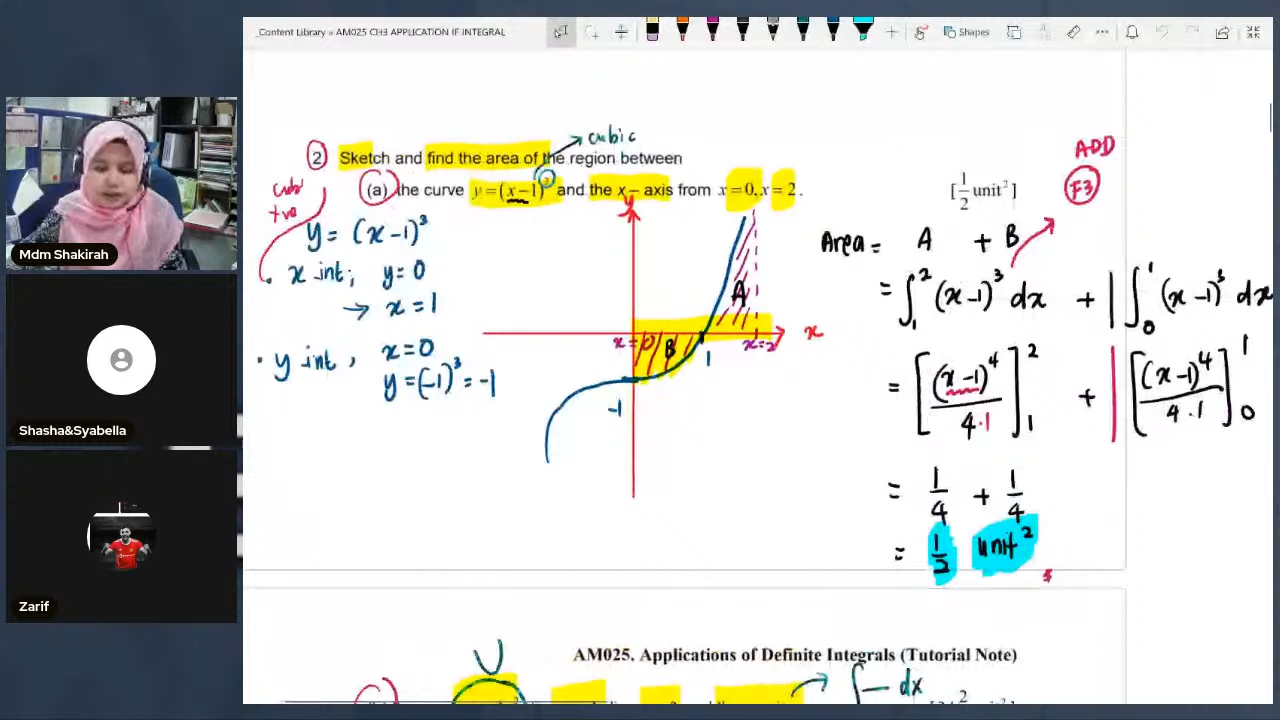 _Content Library » AM025 CH3 APPLICATION IF INTEGRAL
Shapes
Mdm Shakirah
Shasha&Syabella
Zarif
cubic
2 Sketch and find the area of the region between
(a) the curve y = (x−1)³ and the x − axis from x = 0, x = 2.
[1/2 unit²]
ADD
F3
+ve
y = (x−1)³
• x int; y = 0
→ x = 1
• y int, x = 0
y = (−1)³ = −1
y
x
A
B
x=0
1
x=2
-1
Area = A + B
= ∫₁² (x−1)³ dx + | ∫₀¹ (x−1)³ dx
= [(x−1)⁴/4·1]₁² + | [(x−1)⁴/4·1]₀¹
= 1/4 + 1/4
= 1/2 unit²
AM025. Applications of Definite Integrals (Tutorial Note)
∫ — dx